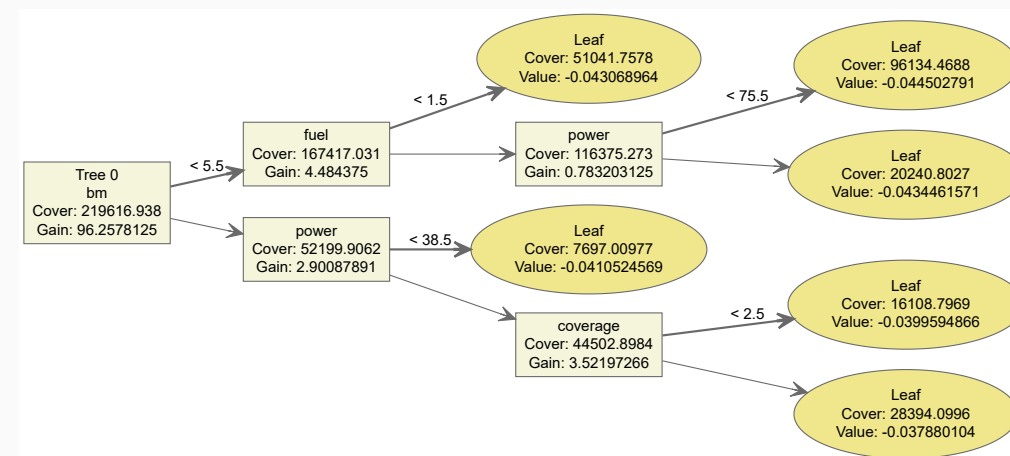 Leaf
Cover: 51041.7578
Value: -0.043068964
Leaf
Cover: 96134.4688
Value: -0.044502791
< 1.5
< 75.5
fuel
Cover: 167417.031
Gain: 4.484375
power
Cover: 116375.273
Gain: 0.783203125
Leaf
Cover: 20240.8027
Value: -0.0434461571
< 5.5
Tree 0
bm
Cover: 219616.938
Gain: 96.2578125
power
Cover: 52199.9062
Gain: 2.90087891
< 38.5
Leaf
Cover: 7697.00977
Value: -0.0410524569
Leaf
Cover: 16108.7969
Value: -0.0399594866
< 2.5
coverage
Cover: 44502.8984
Gain: 3.52197266
Leaf
Cover: 28394.0996
Value: -0.037880104